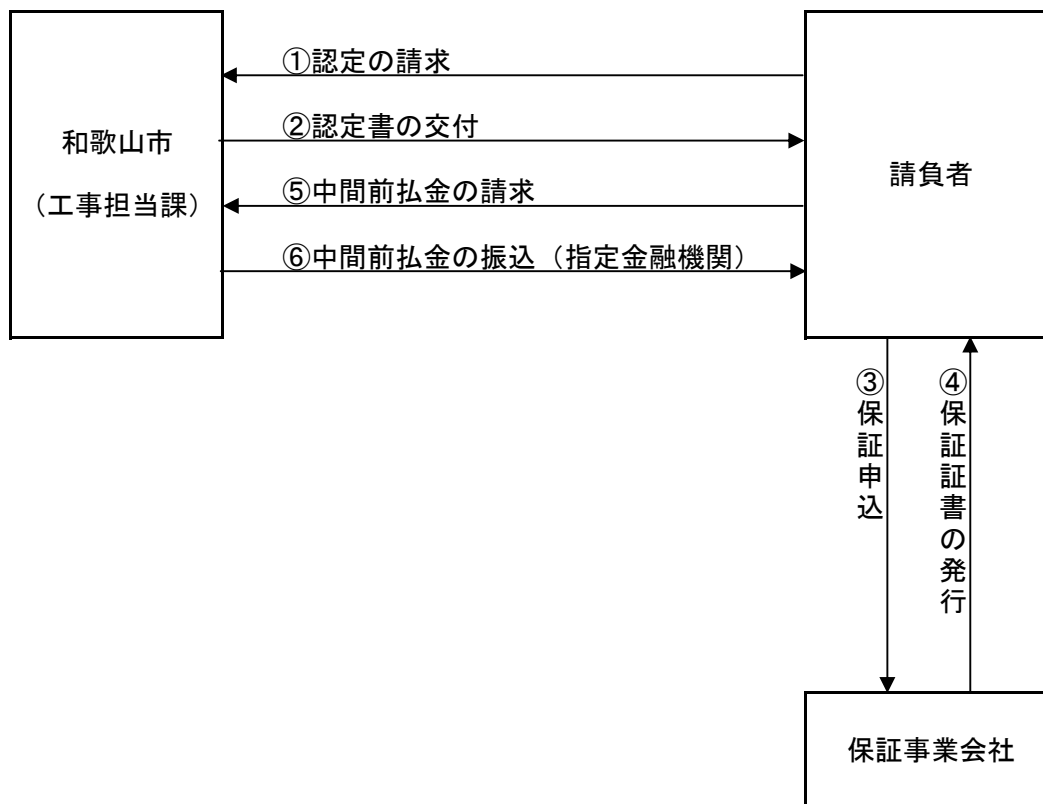 ①認定の請求
②認定書の交付
⑤中間前払金の請求
⑥中間前払金の振込（指定金融機関）
和歌山市
（工事担当課）
請負者
③保証申込
④保証証書の発行
保証事業会社